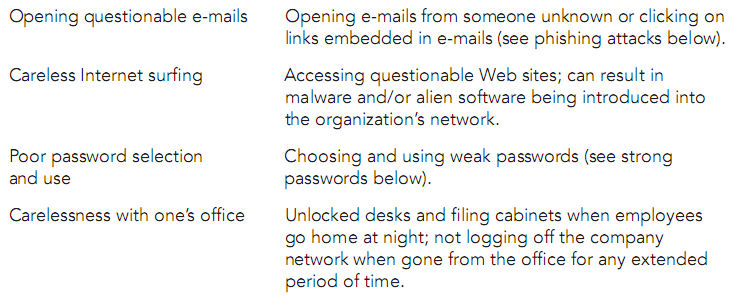 Opening questionable e-mails
Opening e-mails from someone unknown or clicking on
links embedded in e-mails (see phishing attacks below).
Careless Internet surfing
Accessing questionable Web sites; can result in
malware and/or alien software being introduced into
the organization's network.
Poor password selection
and use
Choosing and using weak passwords (see strong
passwords below).
Carelessness with one's office
Unlocked desks and filing cabinets when employees
go home at night; not logging off the company
network when gone from the office for any extended
period of time.